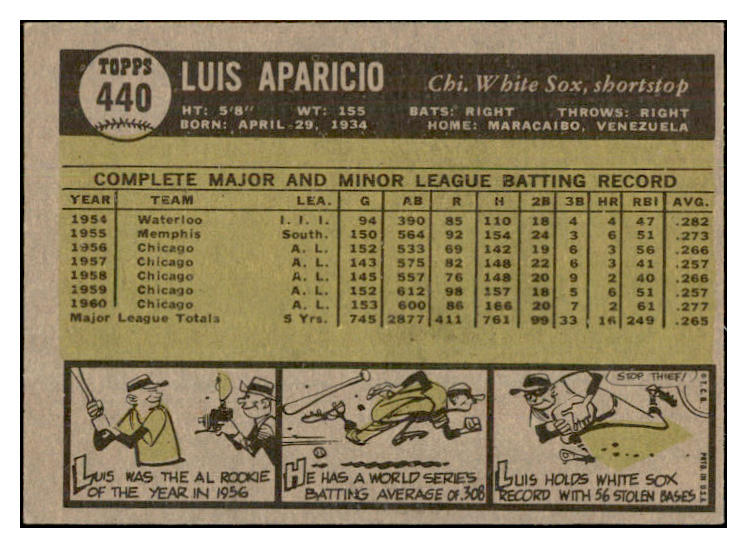 TOPPS
440
LUIS APARICIO
Chi. White Sox, shortstop
HT: 5'8" WT: 155 BATS: RIGHT THROWS: RIGHT
BORN: APRIL 29, 1934 HOME: MARACAIBO, VENEZUELA
COMPLETE MAJOR AND MINOR LEAGUE BATTING RECORD
YEAR TEAM LEA. G AB R H 2B 3B HR RBI AVG.
1954 Waterloo I. I. I. 94 390 85 110 18 4 4 47 .282
1955 Memphis South. 150 564 92 154 24 3 6 51 .273
1956 Chicago A. L. 152 533 69 142 19 6 3 56 .266
1957 Chicago A. L. 143 575 82 148 22 6 3 41 .257
1958 Chicago A. L. 145 557 76 148 20 9 2 40 .266
1959 Chicago A. L. 152 612 98 157 18 5 6 51 .257
1960 Chicago A. L. 153 600 86 166 20 7 2 61 .277
Major League Totals 5 Yrs. 745 2877 411 761 99 33 16 249 .265
LUIS WAS THE AL ROOKIE
OF THE YEAR IN 1956
HE HAS A WORLD SERIES
BATTING AVERAGE OF .308
STOP THIEF!
LUIS HOLDS WHITE SOX
RECORD WITH 56 STOLEN BASES
© T.C.G.
PRTD. IN U.S.A.